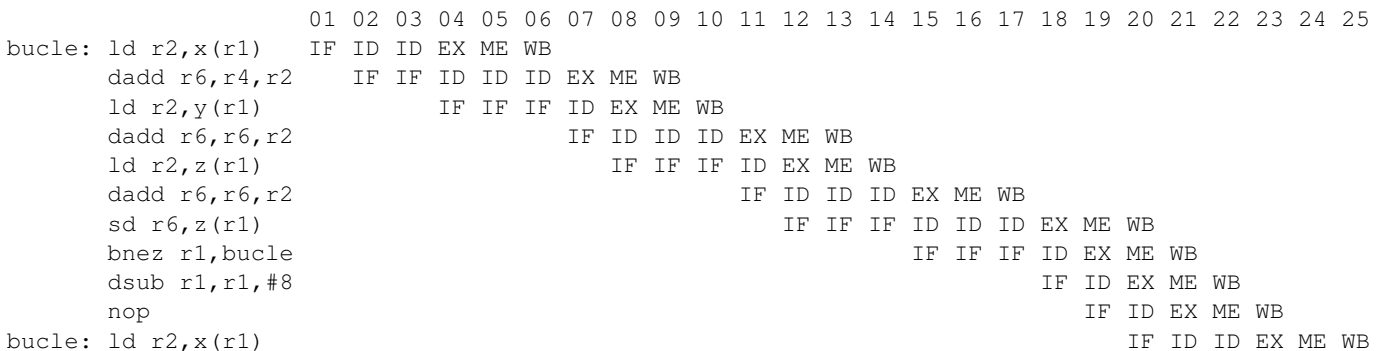 01 02 03 04 05 06 07 08 09 10 11 12 13 14 15 16 17 18 19 20 21 22 23 24 25
bucle: ld r2,x(r1) IF ID ID EX ME WB
dadd r6,r4,r2 IF IF ID ID ID EX ME WB
ld r2,y(r1) IF IF IF ID EX ME WB
dadd r6,r6,r2 IF ID ID ID EX ME WB
ld r2,z(r1) IF IF IF ID EX ME WB
dadd r6,r6,r2 IF ID ID ID EX ME WB
sd r6,z(r1) IF IF IF ID ID ID EX ME WB
bnez r1,bucle IF IF IF ID EX ME WB
dsub r1,r1,#8 IF ID EX ME WB
nop IF ID EX ME WB
bucle: ld r2,x(r1) IF ID ID EX ME WB